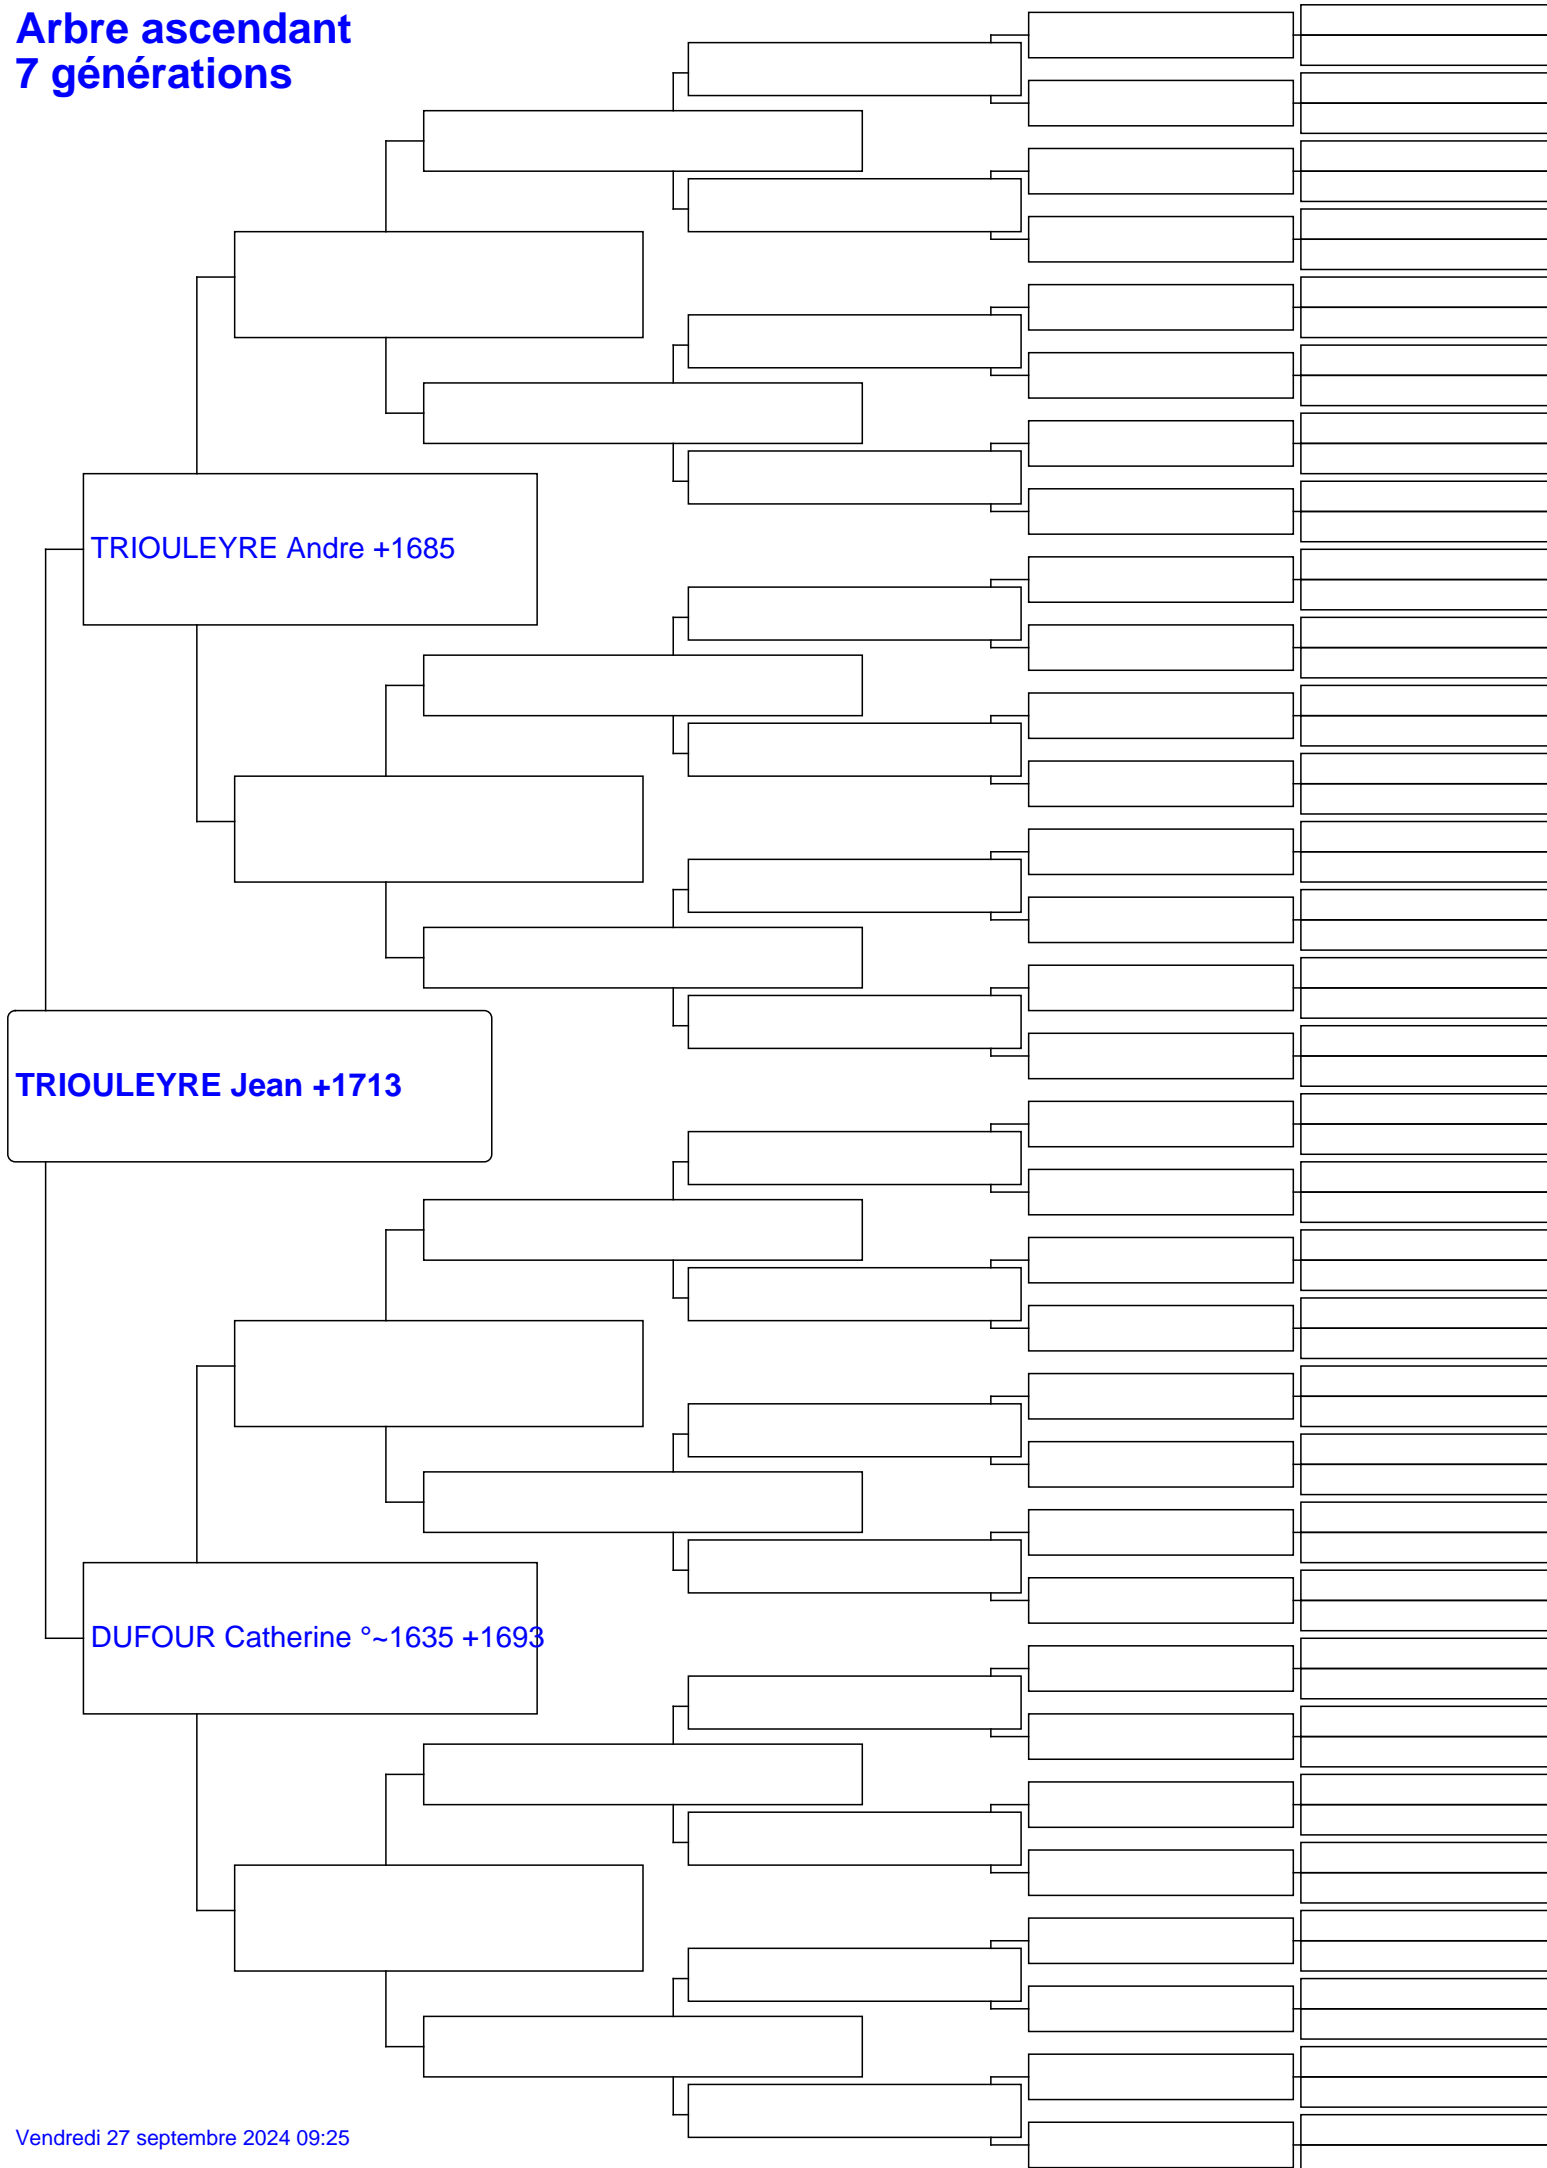 Arbre ascendant
7 générations
TRIOULEYRE Andre +1685
TRIOULEYRE Jean +1713
DUFOUR Catherine °~1635 +1693
Vendredi 27 septembre 2024 09:25